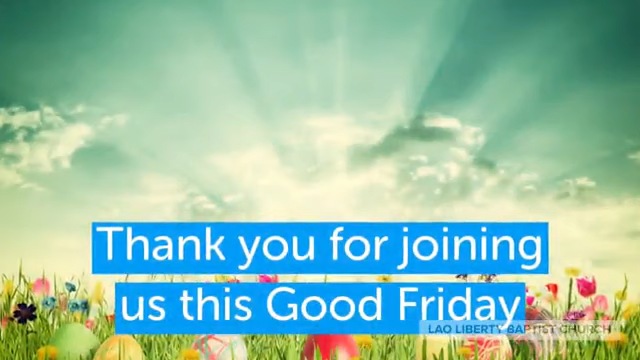 Thank you for joining
us this Good Friday
LAO LIBERTY BAPTIST CHURCH